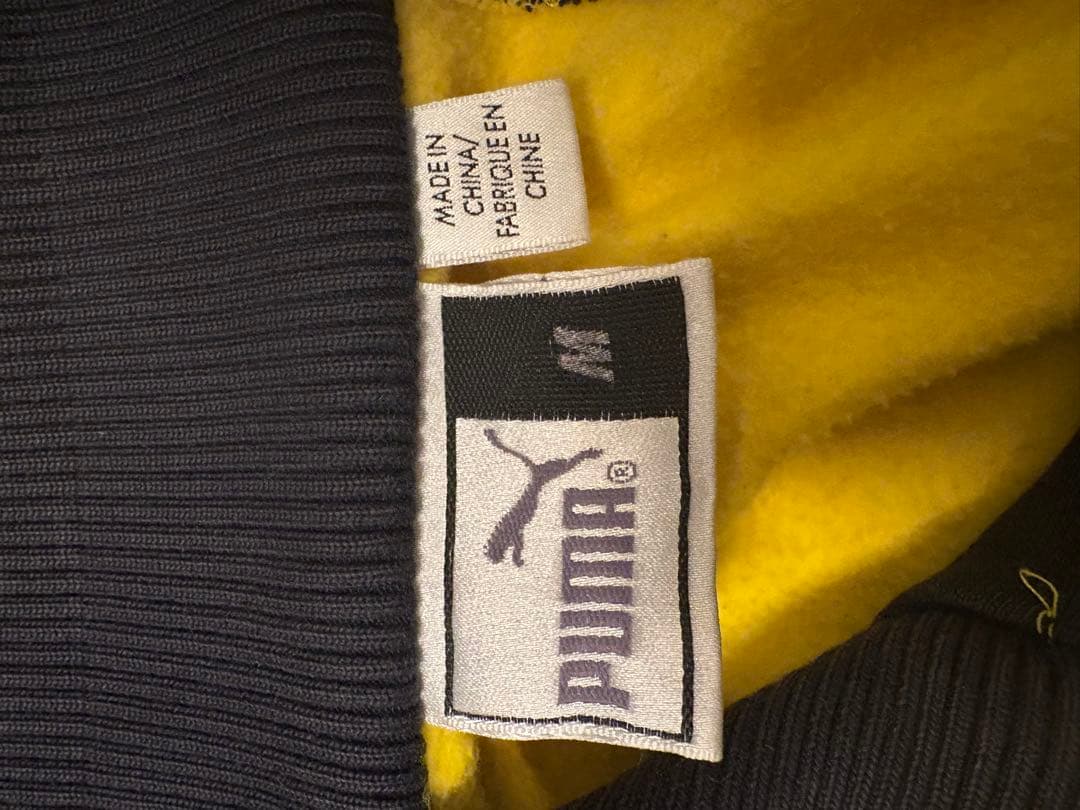 MADE IN
CHINA/
FABRIQUE EN
CHINE
PUMA®
M